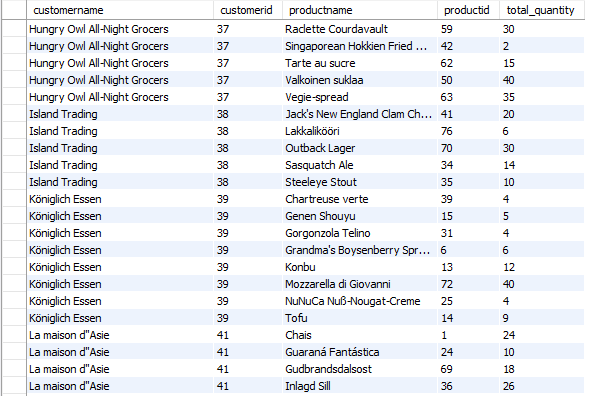 customername customerid productname productid total_quantity
Hungry Owl All-Night Grocers 37 Raclette Courdavault 59 30
Hungry Owl All-Night Grocers 37 Singaporean Hokkien Fried ... 42 2
Hungry Owl All-Night Grocers 37 Tarte au sucre 62 15
Hungry Owl All-Night Grocers 37 Valkoinen suklaa 50 40
Hungry Owl All-Night Grocers 37 Vegie-spread 63 35
Island Trading 38 Jack's New England Clam Ch... 41 20
Island Trading 38 Lakkalikööri 76 6
Island Trading 38 Outback Lager 70 30
Island Trading 38 Sasquatch Ale 34 14
Island Trading 38 Steeleye Stout 35 10
Königlich Essen 39 Chartreuse verte 39 4
Königlich Essen 39 Genen Shouyu 15 5
Königlich Essen 39 Gorgonzola Telino 31 4
Königlich Essen 39 Grandma's Boysenberry Spr... 6 6
Königlich Essen 39 Konbu 13 12
Königlich Essen 39 Mozzarella di Giovanni 72 40
Königlich Essen 39 NuNuCa Nuß-Nougat-Creme 25 4
Königlich Essen 39 Tofu 14 9
La maison d''Asie 41 Chais 1 24
La maison d''Asie 41 Guaraná Fantástica 24 10
La maison d''Asie 41 Gudbrandsdalsost 69 18
La maison d''Asie 41 Inlagd Sill 36 26